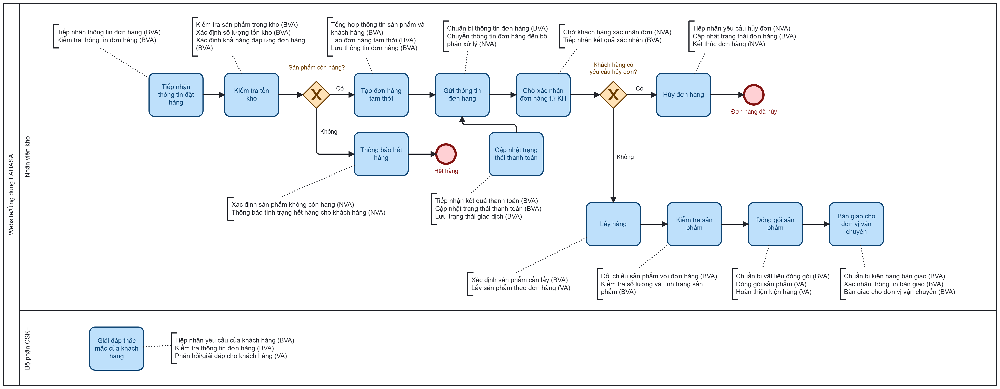 Website/Ứng dụng FAHASA
Nhân viên kho
Tiếp nhận thông tin đơn hàng (BVA)
Kiểm tra thông tin đơn hàng (BVA)
Kiểm tra sản phẩm trong kho (BVA)
Xác định số lượng tồn kho (BVA)
Xác định khả năng đáp ứng đơn hàng
(BVA)
Tổng hợp thông tin sản phẩm và
khách hàng (BVA)
Tạo đơn hàng tạm thời (BVA)
Lưu thông tin đơn hàng (BVA)
Chuẩn bị thông tin đơn hàng (BVA)
Chuyển thông tin đơn hàng đến bộ
phận xử lý (NVA)
Chờ khách hàng xác nhận đơn (NVA)
Tiếp nhận kết quả xác nhận (BVA)
Tiếp nhận yêu cầu hủy đơn (NVA)
Cập nhật trạng thái đơn hàng (BVA)
Kết thúc đơn hàng (NVA)
Tiếp nhận
thông tin đặt
hàng
Kiểm tra tồn
kho
Sản phẩm còn hàng?
Có
Tạo đơn hàng
tạm thời
Gửi thông tin
đơn hàng
Chờ xác nhận
đơn hàng từ KH
Khách hàng có
yêu cầu hủy đơn?
Có
Hủy đơn hàng
Đơn hàng đã hủy
Không
Thông báo hết
hàng
Hết hàng
Cập nhật trạng
thái thanh toán
Không
Xác định sản phẩm không còn hàng (NVA)
Thông báo tình trạng hết hàng cho khách hàng (NVA)
Tiếp nhận kết quả thanh toán (BVA)
Cập nhật trạng thái thanh toán (BVA)
Lưu trạng thái giao dịch (BVA)
Lấy hàng
Kiểm tra sản
phẩm
Đóng gói sản
phẩm
Bàn giao cho
đơn vị vận
chuyển
Xác định sản phẩm cần lấy (BVA)
Lấy sản phẩm theo đơn hàng (VA)
Đối chiếu sản phẩm với đơn hàng (BVA)
Kiểm tra số lượng và tình trạng sản
phẩm (BVA)
Chuẩn bị vật liệu đóng gói (BVA)
Đóng gói sản phẩm (VA)
Hoàn thiện kiện hàng (VA)
Chuẩn bị kiện hàng bàn giao (BVA)
Xác nhận thông tin bàn giao (BVA)
Bàn giao cho đơn vị vận chuyển (BVA)
Bộ phận CSKH
Giải đáp thắc
mắc của khách
hàng
Tiếp nhận yêu cầu của khách hàng (BVA)
Kiểm tra thông tin đơn hàng (BVA)
Phản hồi/giải đáp cho khách hàng (VA)